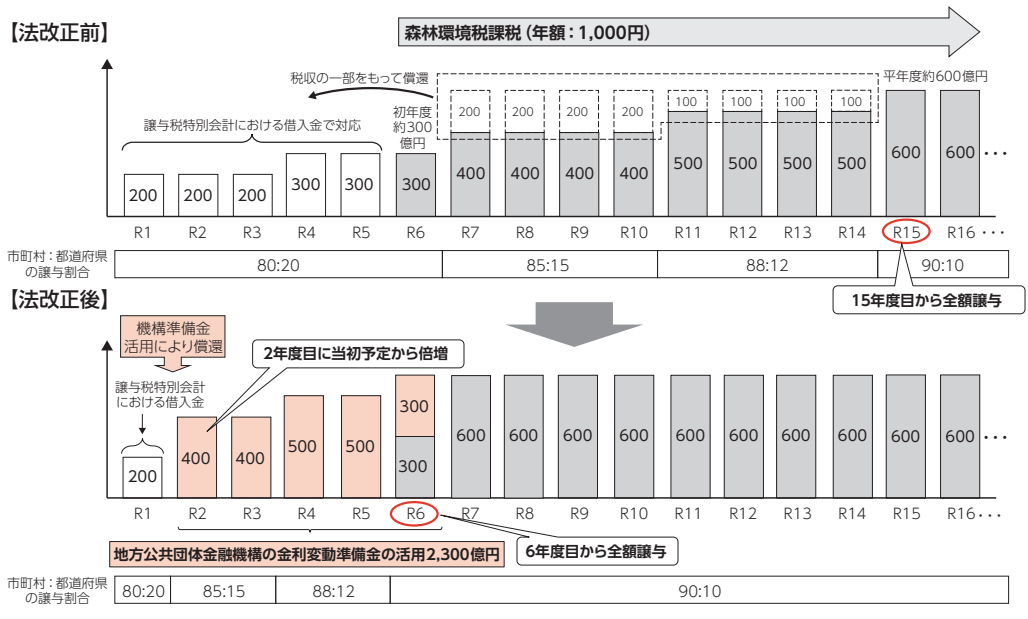 【法改正前】
森林環境税課税（年額：1,000円）
税収の一部をもって償還
平年度約600億円
譲与税特別会計における借入金で対応
初年度
約300
億円
200 200 200 200 100 100 100 100
200 200 200 300 300 300 400 400 400 400 500 500 500 500 600 600 ･･･
R1 R2 R3 R4 R5 R6 R7 R8 R9 R10 R11 R12 R13 R14 R15 R16 ･･･
市町村：都道府県
の譲与割合
80:20 85:15 88:12 90:10
15年度目から全額譲与
【法改正後】
機構準備金
活用により償還
2年度目に当初予定から倍増
譲与税特別会計
における借入金
200 400 400 500 500 300 300 600 600 600 600 600 600 600 600 600 600 ･･･
R1 R2 R3 R4 R5 R6 R7 R8 R9 R10 R11 R12 R13 R14 R15 R16 ･･･
地方公共団体金融機構の金利変動準備金の活用2,300億円
6年度目から全額譲与
市町村：都道府県
の譲与割合
80:20 85:15 88:12 90:10